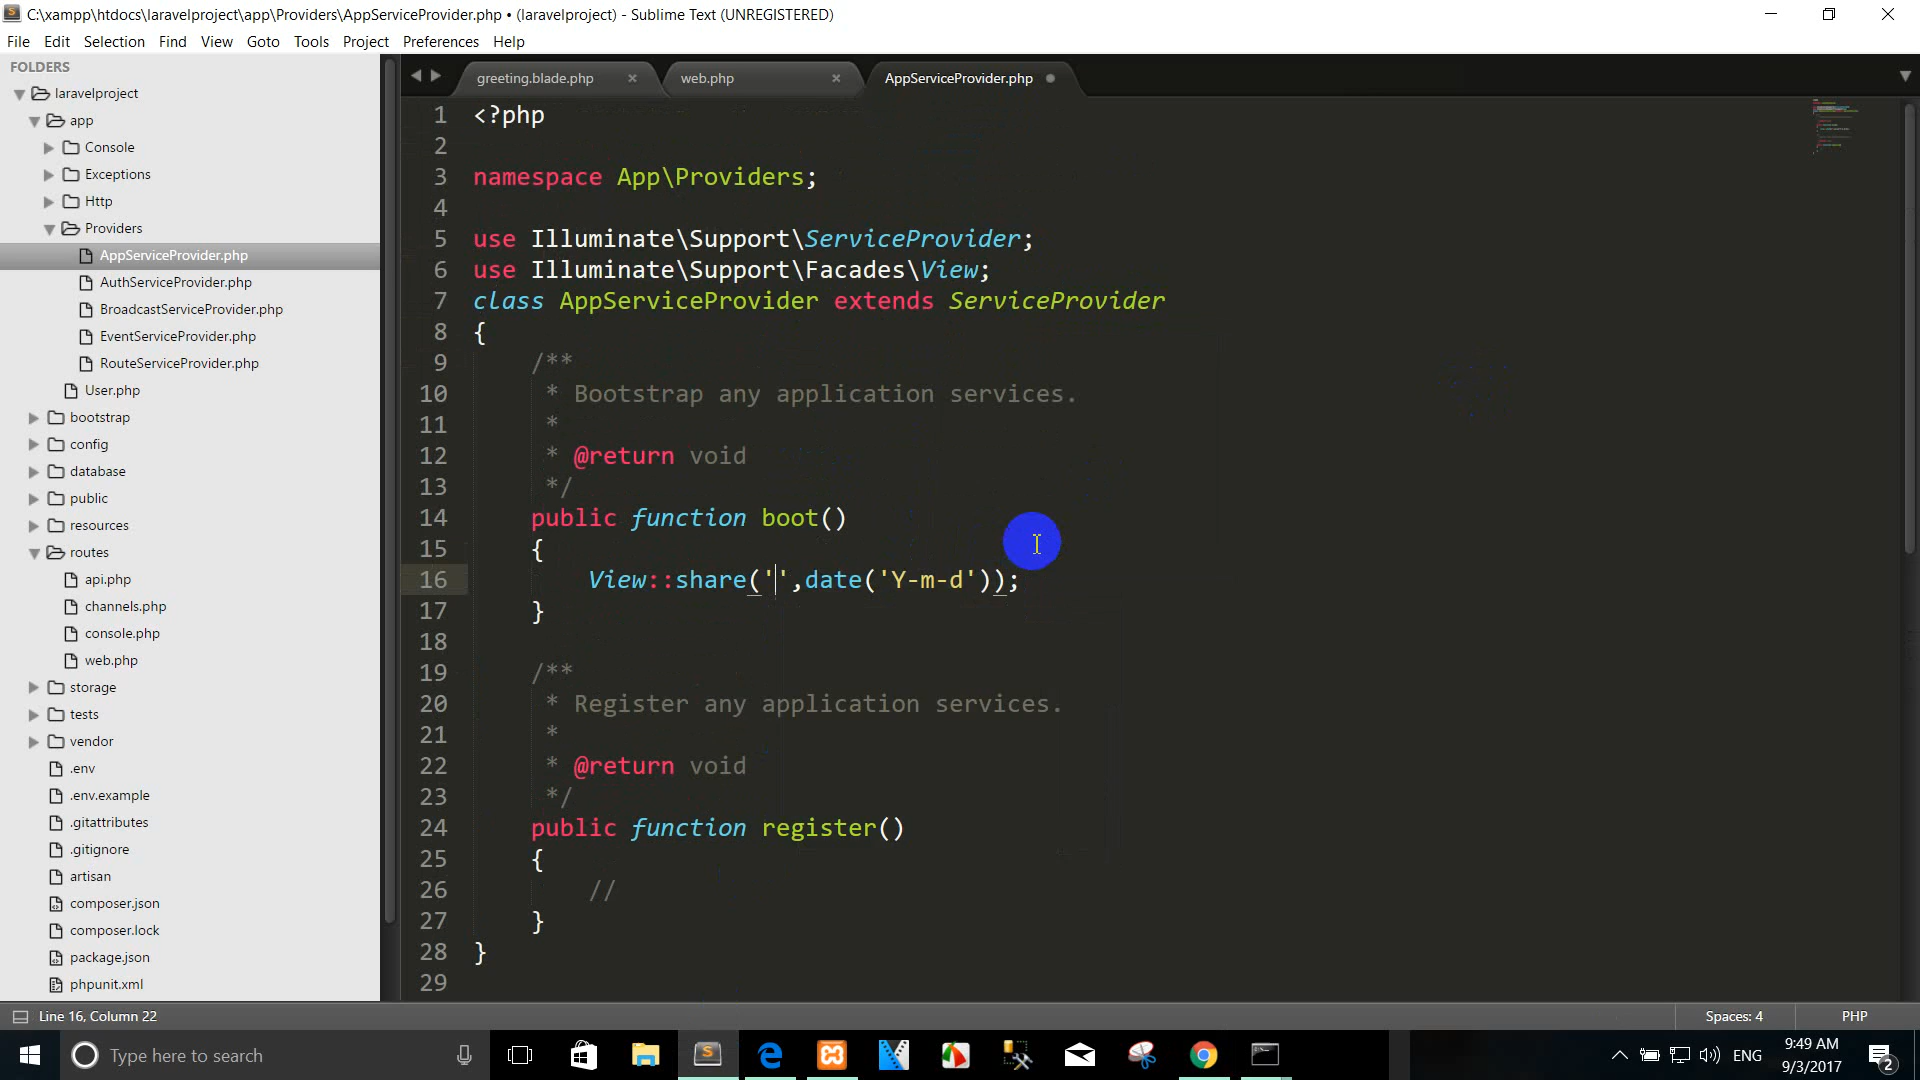 C:\xampp\htdocs\laravelproject\app\Providers\AppServiceProvider.php • (laravelproject) - Sublime Text (UNREGISTERED)
File Edit Selection Find View Goto Tools Project Preferences Help
FOLDERS
laravelproject
app
Console
Exceptions
Http
Providers
AppServiceProvider.php
AuthServiceProvider.php
BroadcastServiceProvider.php
EventServiceProvider.php
RouteServiceProvider.php
User.php
bootstrap
config
database
public
resources
routes
api.php
channels.php
console.php
web.php
storage
tests
vendor
.env
.env.example
.gitattributes
.gitignore
artisan
composer.json
composer.lock
package.json
phpunit.xml
greeting.blade.php × web.php × AppServiceProvider.php
1 <?php
2
3 namespace App\Providers;
4
5 use Illuminate\Support\ServiceProvider;
6 use Illuminate\Support\Facades\View;
7 class AppServiceProvider extends ServiceProvider
8 {
9 /**
10 * Bootstrap any application services.
11 *
12 * @return void
13 */
14 public function boot()
15 {
16 View::share('',date('Y-m-d'));
17 }
18
19 /**
20 * Register any application services.
21 *
22 * @return void
23 */
24 public function register()
25 {
26 //
27 }
28 }
29
Line 16, Column 22 Spaces: 4 PHP
Type here to search
ENG
9:49 AM
9/3/2017
2